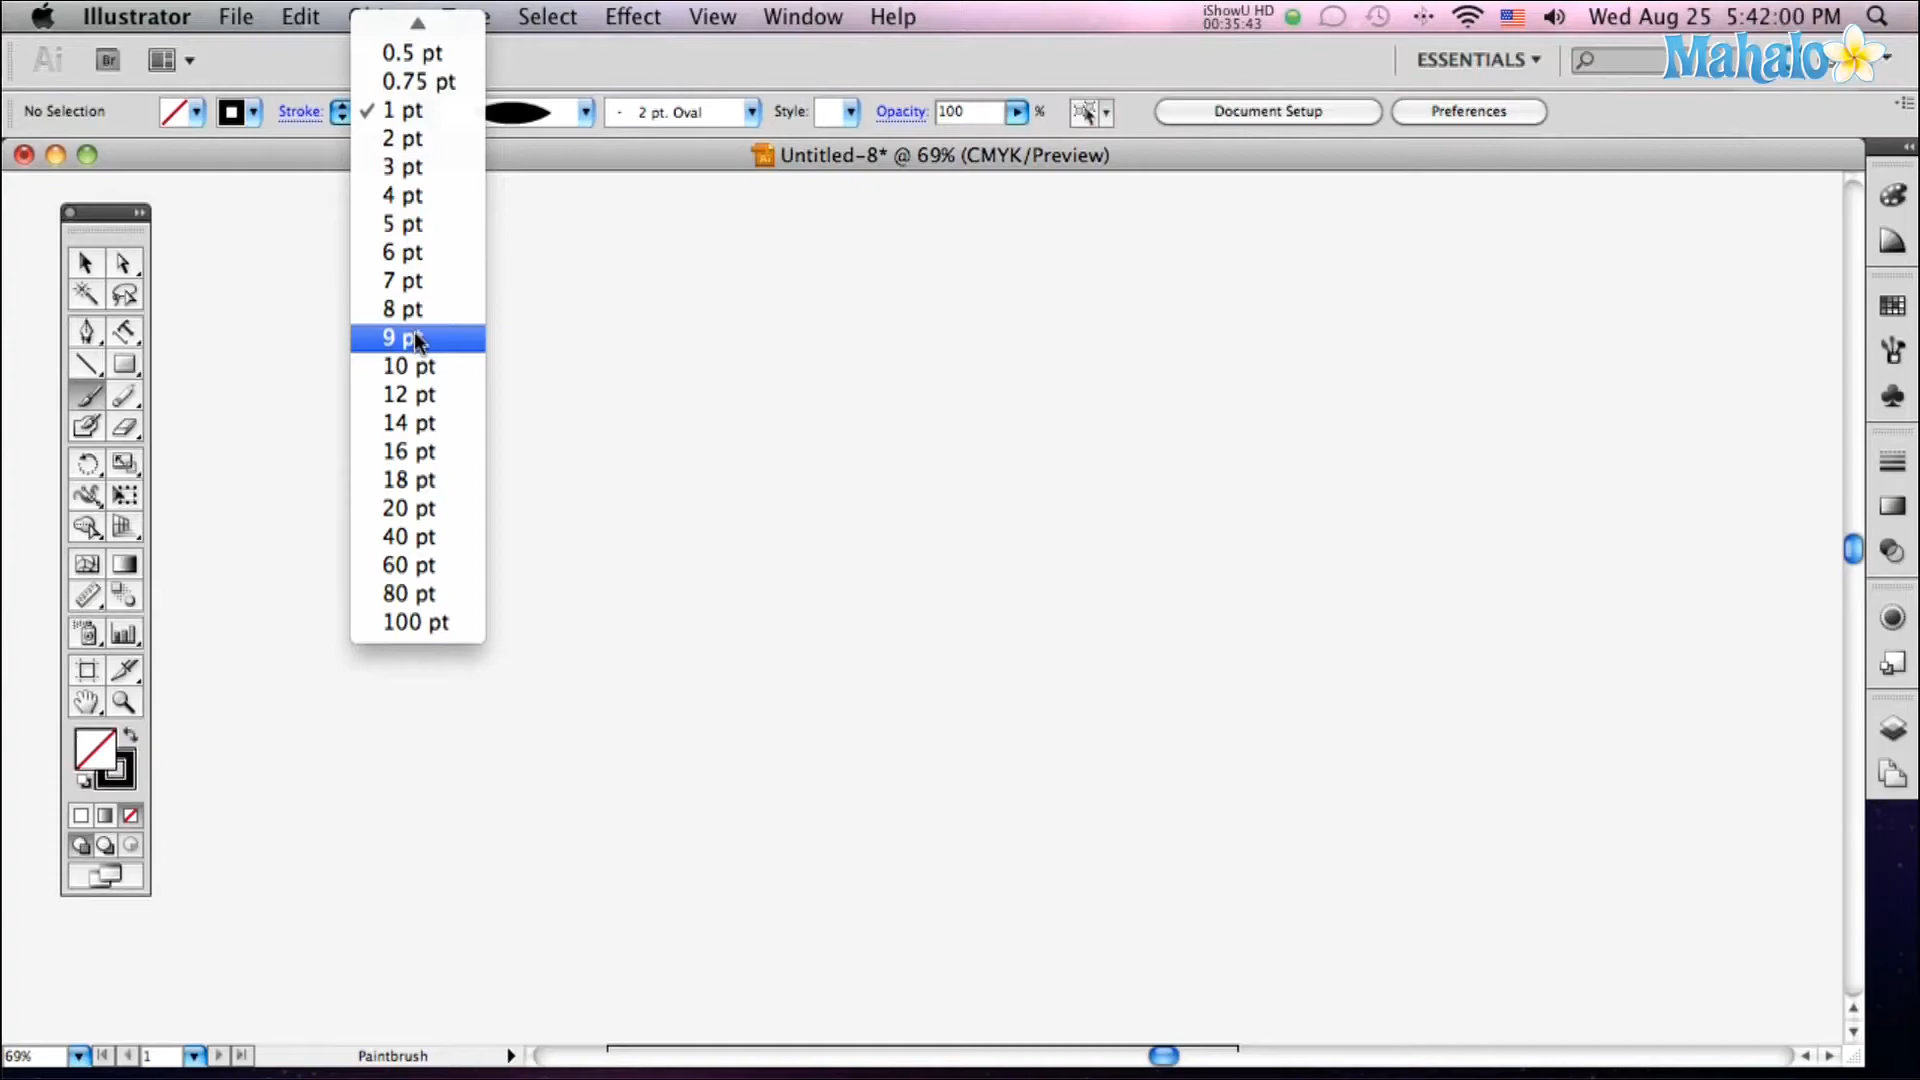 Illustrator File Edit Select Effect View Window Help iShowU HD 00:35:43 Wed Aug 25 5:42:00 PM
Ai Br ESSENTIALS Mahalo
No Selection Stroke: 2 pt. Oval Style: Opacity: 100 % Document Setup Preferences
Untitled-8* @ 69% (CMYK/Preview)
0.5 pt
0.75 pt
1 pt
2 pt
3 pt
4 pt
5 pt
6 pt
7 pt
8 pt
9 pt
10 pt
12 pt
14 pt
16 pt
18 pt
20 pt
40 pt
60 pt
80 pt
100 pt
69% 1 Paintbrush